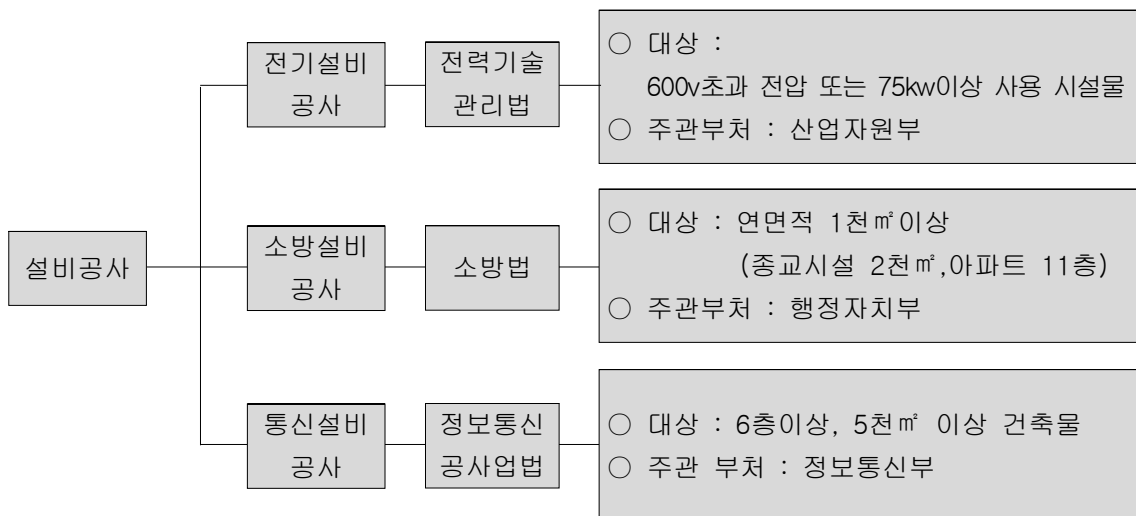 설비공사
전기설비
공사
전력기술
관리법
○ 대상 :
600v초과 전압 또는 75kw이상 사용 시설물
○ 주관부처 : 산업자원부
소방설비
공사
소방법
○ 대상 : 연면적 1천㎡이상
(종교시설 2천㎡,아파트 11층)
○ 주관부처 : 행정자치부
통신설비
공사
정보통신
공사업법
○ 대상 : 6층이상, 5천㎡ 이상 건축물
○ 주관 부처 : 정보통신부